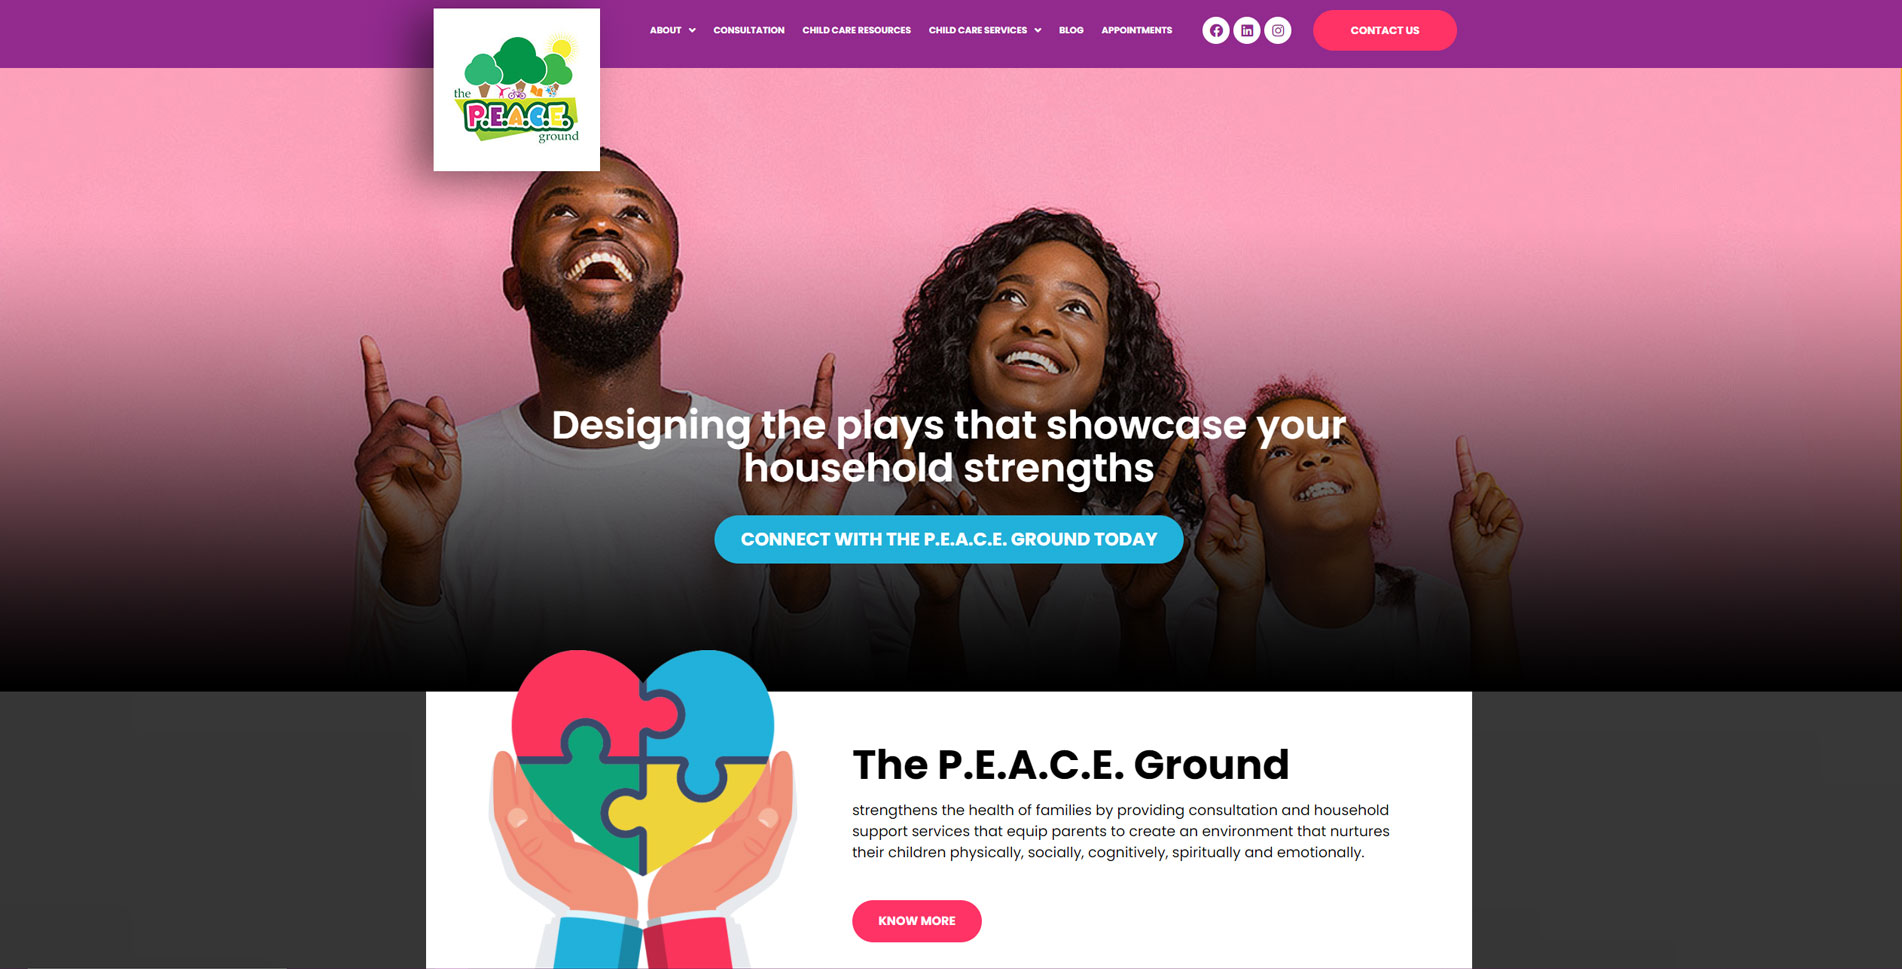 the
P.E.A.C.E.
ground
ABOUT
CONSULTATION
CHILD CARE RESOURCES
CHILD CARE SERVICES
BLOG
APPOINTMENTS
CONTACT US
Designing the plays that showcase your
household strengths
CONNECT WITH THE P.E.A.C.E. GROUND TODAY
The P.E.A.C.E. Ground
strengthens the health of families by providing consultation and household
support services that equip parents to create an environment that nurtures
their children physically, socially, cognitively, spiritually and emotionally.
KNOW MORE